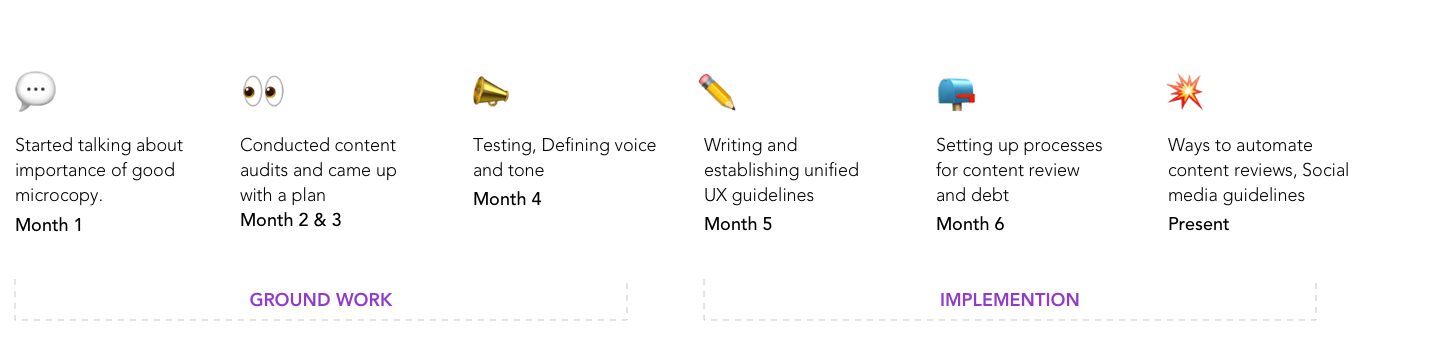 Started talking about
importance of good
microcopy.
Month 1
Conducted content
audits and came up
with a plan
Month 2 & 3
Testing, Defining voice
and tone
Month 4
Writing and
establishing unified
UX guidelines
Month 5
Setting up processes
for content review
and debt
Month 6
Ways to automate
content reviews, Social
media guidelines
Present
GROUND WORK
IMPLEMENTION